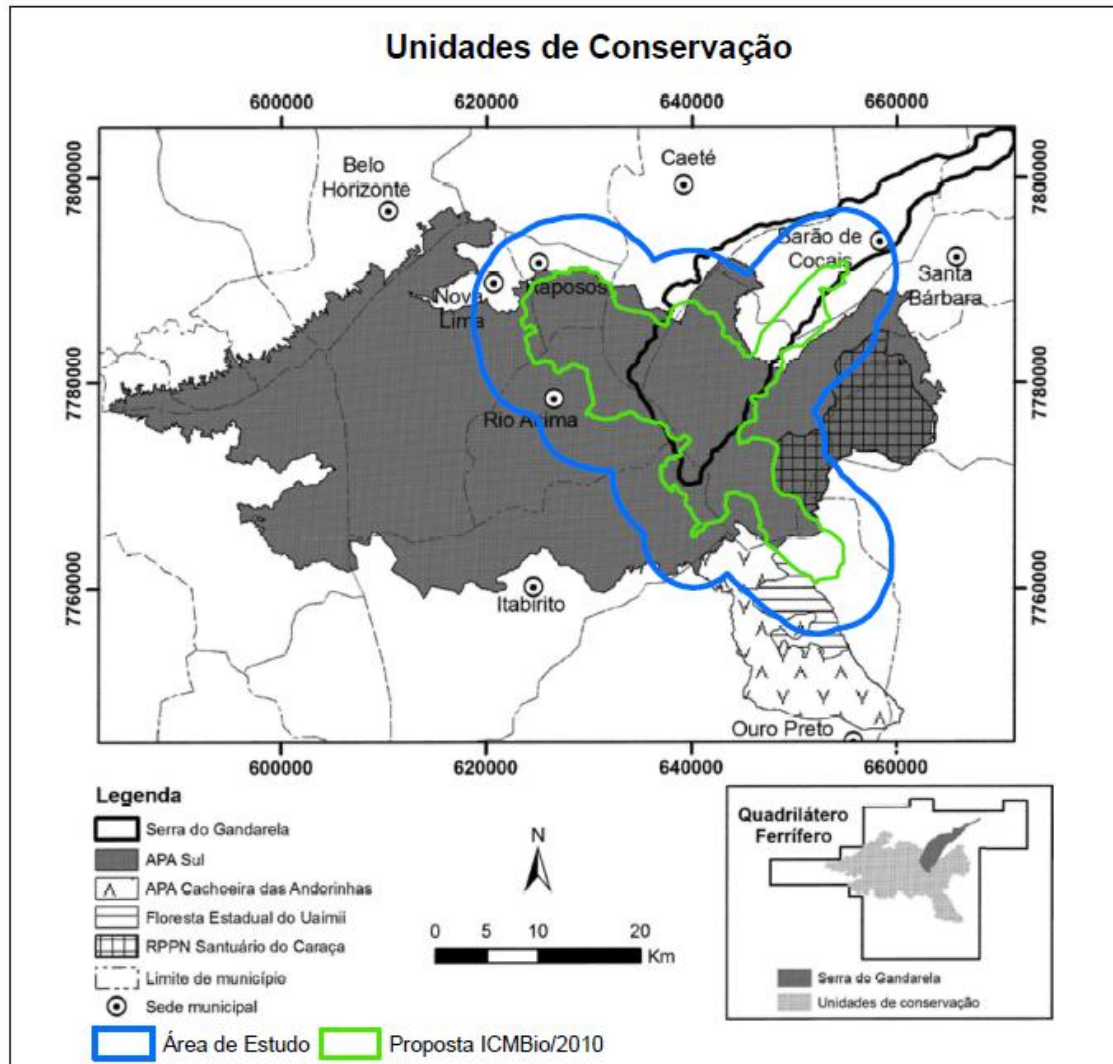 Unidades de Conservação
600000 620000 640000 660000
7800000
7780000
7760000
7800000
7780000
7760000
Belo
Horizonte
Caeté
Barão de
Cocais
Santa
Bárbara
Nova
Lima
Raposos
Rio Acima
Itabirito
Ouro Preto
600000 620000 640000 660000
Legenda
Serra do Gandarela
APA Sul
APA Cachoeira das Andorinhas
Floresta Estadual do Uaimii
RPPN Santuário do Caraça
Limite de município
Sede municipal
Área de Estudo
Proposta ICMBio/2010
N
0 5 10 20
Km
Quadrilátero
Ferrífero
Serra do Gandarela
Unidades de conservação